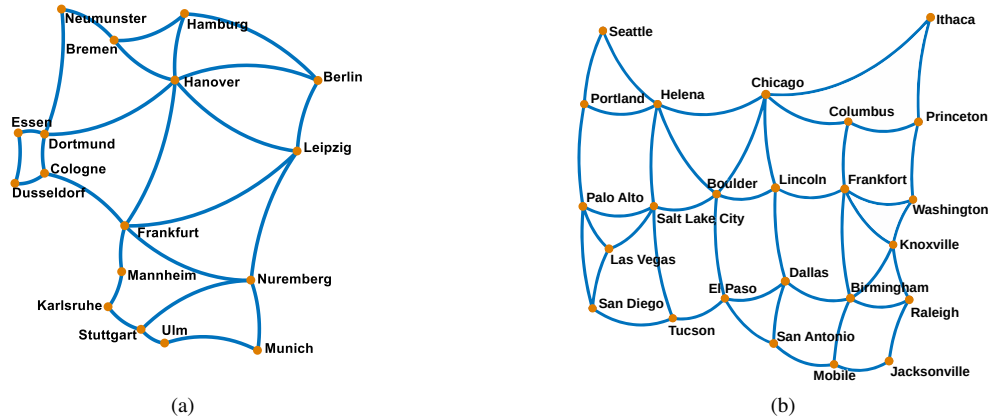 Neumunster
Hamburg
Bremen
Hanover
Berlin
Essen
Dortmund
Leipzig
Cologne
Dusseldorf
Frankfurt
Mannheim
Nuremberg
Karlsruhe
Stuttgart
Ulm
Munich
(a)
Ithaca
Seattle
Chicago
Portland
Helena
Columbus
Princeton
Boulder
Lincoln
Frankfort
Palo Alto
Salt Lake City
Washington
Knoxville
Las Vegas
Dallas
El Paso
Birmingham
San Diego
Raleigh
Tucson
San Antonio
Mobile
Jacksonville
(b)